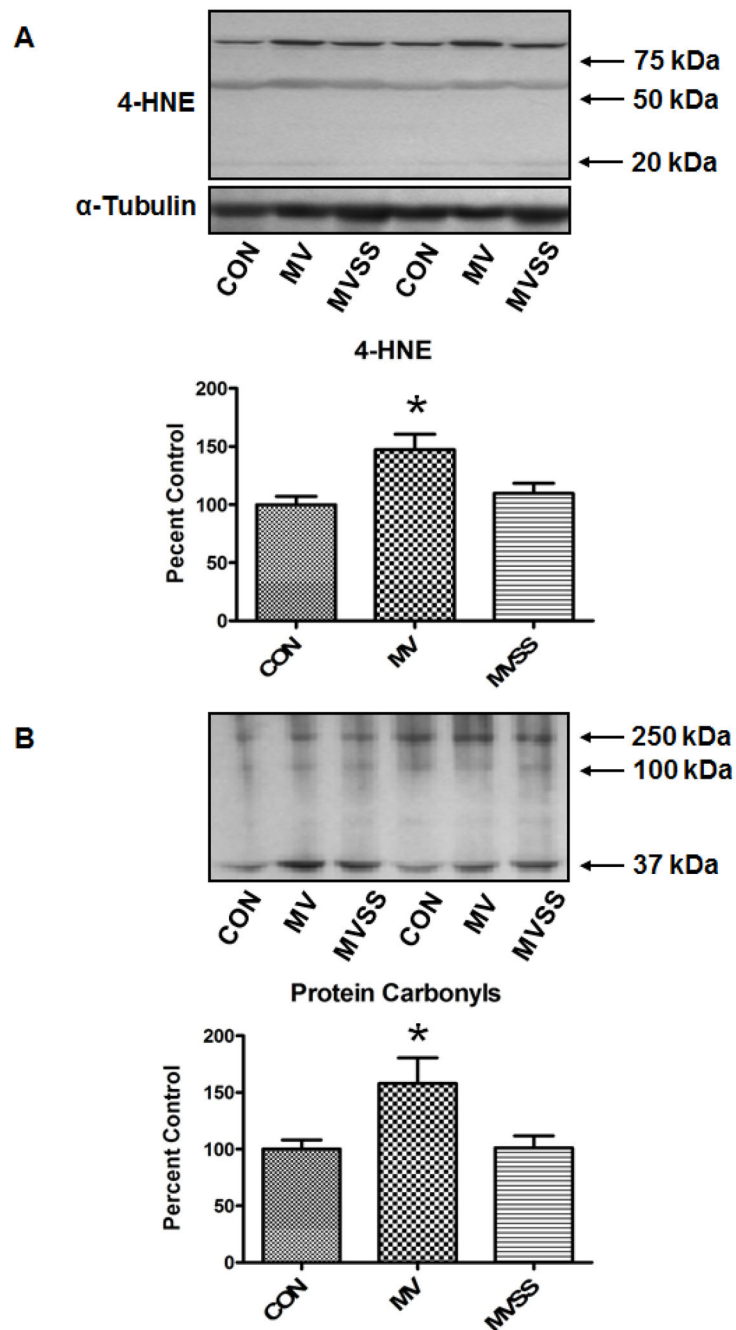 A
4-HNE
75 kDa
50 kDa
20 kDa
α-Tubulin
CON MV MVSS CON MV MVSS
4-HNE
Pecent Control
200
150
100
50
0
CON MV MVSS
B
250 kDa
100 kDa
37 kDa
CON MV MVSS CON MV MVSS
Protein Carbonyls
Percent Control
200
150
100
50
0
CON MV MVSS
*
*